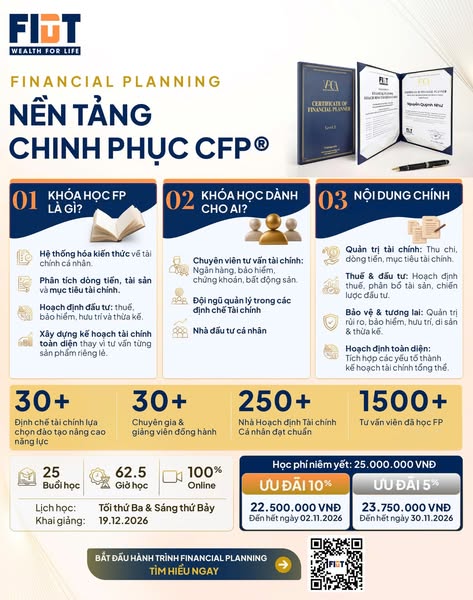 FIDT
WEALTH FOR LIFE
FINANCIAL PLANNING
NỀN TẢNG
CHINH PHỤC CFP®
CERTIFICATE OF
FINANCIAL PLANNER
Level I
Nguyễn Quỳnh Như
01 KHÓA HỌC FP
LÀ GÌ?
Hệ thống hóa kiến thức về tài
chính cá nhân.
Phân tích dòng tiền, tài sản
và mục tiêu tài chính.
Hoạch định đầu tư: thuế,
bảo hiểm, hưu trí và thừa kế.
Xây dựng kế hoạch tài chính
toàn diện thay vì tư vấn từng
sản phẩm riêng lẻ.
02 KHÓA HỌC DÀNH
CHO AI?
Chuyên viên tư vấn tài chính:
Ngân hàng, bảo hiểm,
chứng khoán, bất động sản.
Đội ngũ quản lý trong các
định chế Tài chính
Nhà đầu tư cá nhân
03 NỘI DUNG CHÍNH
Quản trị tài chính: Thu chi,
dòng tiền, mục tiêu tài chính.
Thuế & đầu tư: Hoạch định
thuế, phân bổ tài sản, chiến
lược đầu tư.
Bảo vệ & tương lai: Quản trị
rủi ro, bảo hiểm, hưu trí, di sản
& thừa kế.
Hoạch định toàn diện:
Tích hợp các yếu tố thành
kế hoạch tài chính tổng thể.
30+
Định chế tài chính lựa
chọn đào tạo nâng cao
năng lực
30+
Chuyên gia &
giảng viên đồng hành
250+
Nhà Hoạch định Tài chính
Cá nhân đạt chuẩn
1500+
Tư vấn viên đã học FP
25
Buổi học
62.5
Giờ học
100%
Online
Lịch học: Tối thứ Ba & Sáng thứ Bảy
Khai giảng: 19.12.2026
Học phí niêm yết: 25.000.000 VNĐ
ƯU ĐÃI 10%
22.500.000 VNĐ
Đến hết ngày 02.11.2026
ƯU ĐÃI 5%
23.750.000 VNĐ
Đến hết ngày 30.11.2026
BẮT ĐẦU HÀNH TRÌNH FINANCIAL PLANNING
TÌM HIỂU NGAY
FIDT